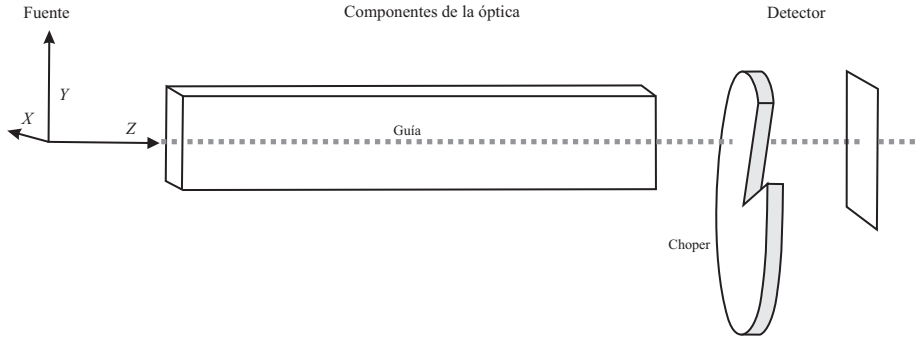 Fuente
Componentes de la óptica
Detector
Y
X
Z
Guía
Choper